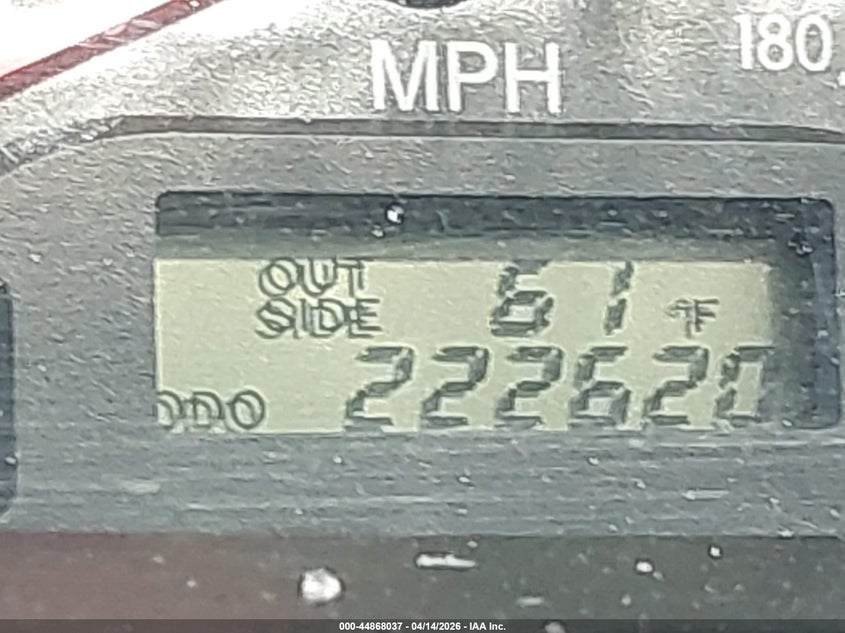 MPH
180
OUT
SIDE 61 °F
ODO 222620
000-44868037 - 04/14/2026 - IAA Inc.